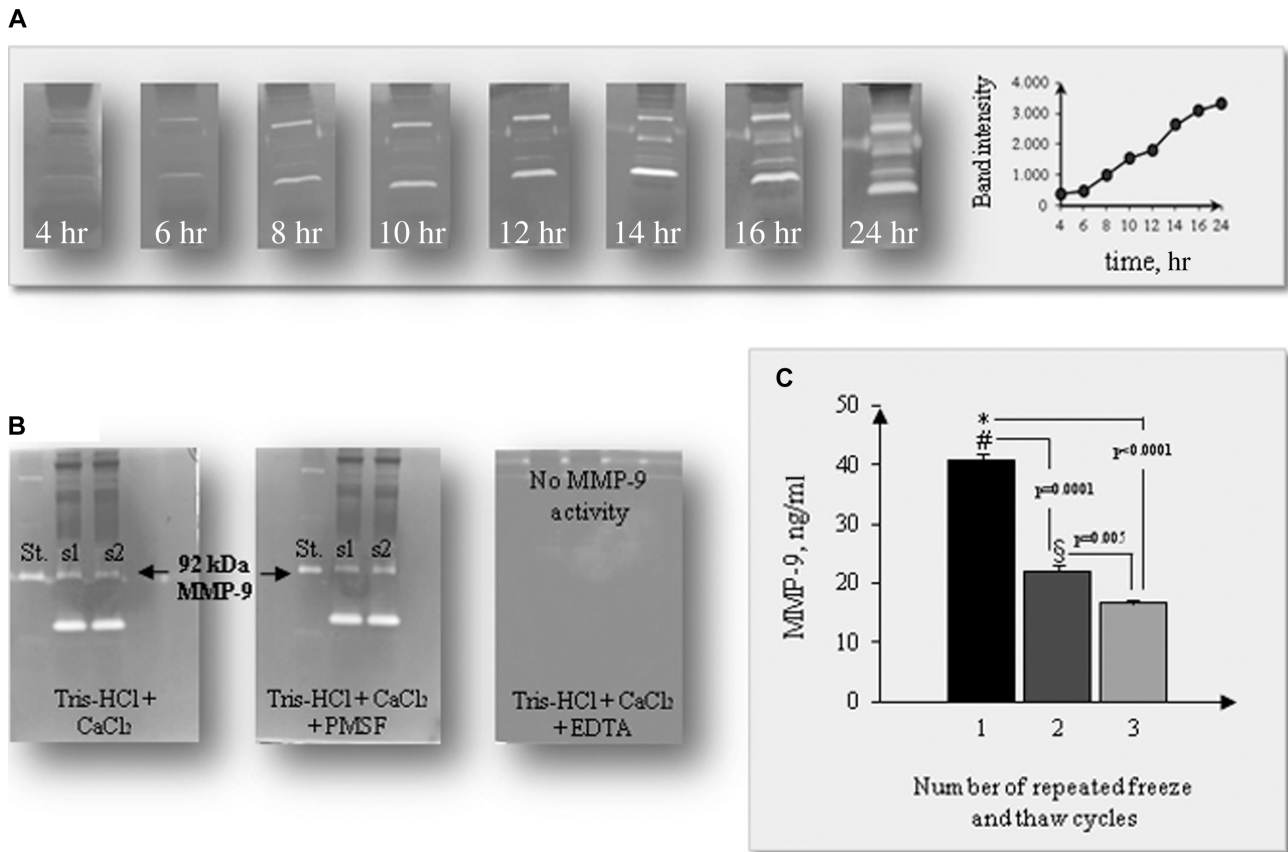 A
4 hr
6 hr
8 hr
10 hr
12 hr
14 hr
16 hr
24 hr
Band intensity
4.000
3.000
2.000
1.000
0
4 6 8 10 12 14 16 24
time, hr
B
St. s1 s2
92 kDa
MMP-9
Tris-HCl +
CaCl₂
St. s1 s2
Tris-HCl + CaCl₂
+PMSF
No MMP-9
activity
Tris-HCl + CaCl₂
+EDTA
C
MMP-9, ng/ml
50
40
30
20
10
0
*
#
§
p<0.0001
p=0.0001
p=0.005
1 2 3
Number of repeated freeze
and thaw cycles